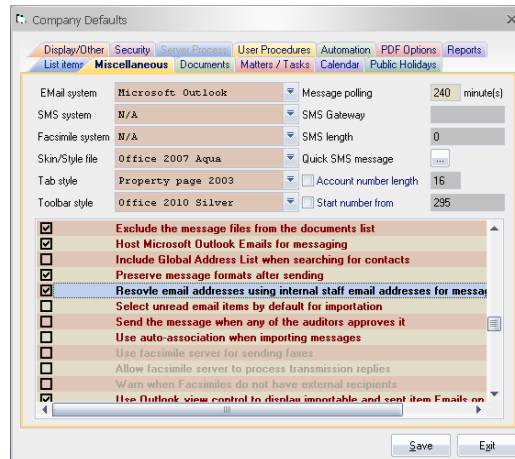 Company Defaults
Display/Other Security Server Process User Procedures Automation PDF Options Reports
List items Miscellaneous Documents Matters / Tasks Calendar Public Holidays
EMail system Microsoft Outlook Message polling 240 minute(s)
SMS system N/A SMS Gateway
Facsimile system N/A SMS length 0
Skin/Style file Office 2007 Aqua Quick SMS message ...
Tab style Property page 2003 Account number length 16
Toolbar style Office 2010 Silver Start number from 295
Exclude the message files from the documents list
Host Microsoft Outlook Emails for messaging
Include Global Address List when searching for contacts
Preserve message formats after sending
Resovle email addresses using internal staff email addresses for messag
Select unread email items by default for importation
Send the message when any of the auditors approves it
Use auto-association when importing messages
Use facsimile server for sending faxes
Allow facsimile server to process transmission replies
Warn when Facsimiles do not have external recipients
Use Outlook view control to display importable and sent item Emails on
Save Exit